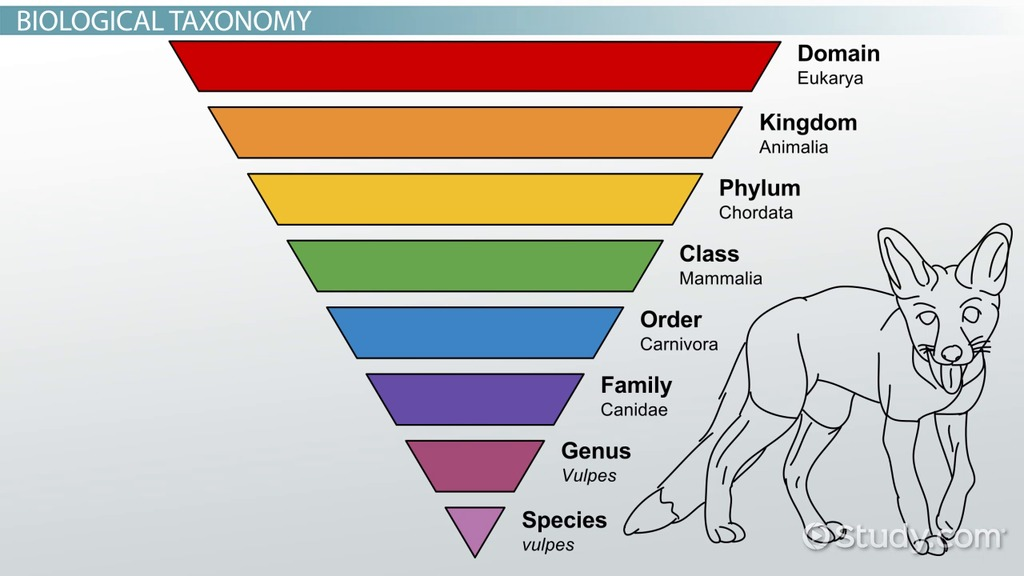 BIOLOGICAL TAXONOMY
Domain
Eukarya
Kingdom
Animalia
Phylum
Chordata
Class
Mammalia
Order
Carnivora
Family
Canidae
Genus
Vulpes
Species
vulpes
Study.com